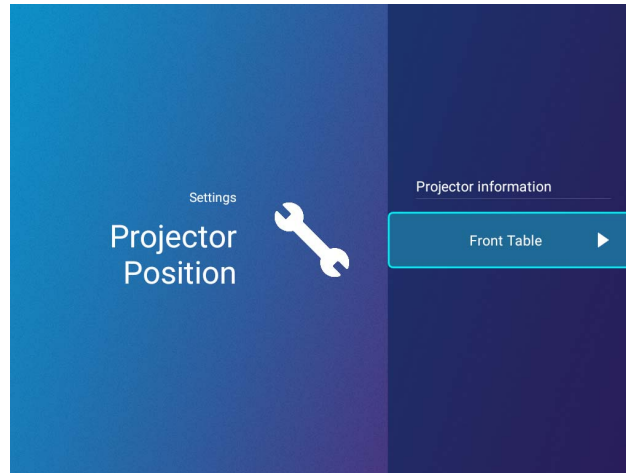 Settings
Projector
Position
Projector information
Front Table